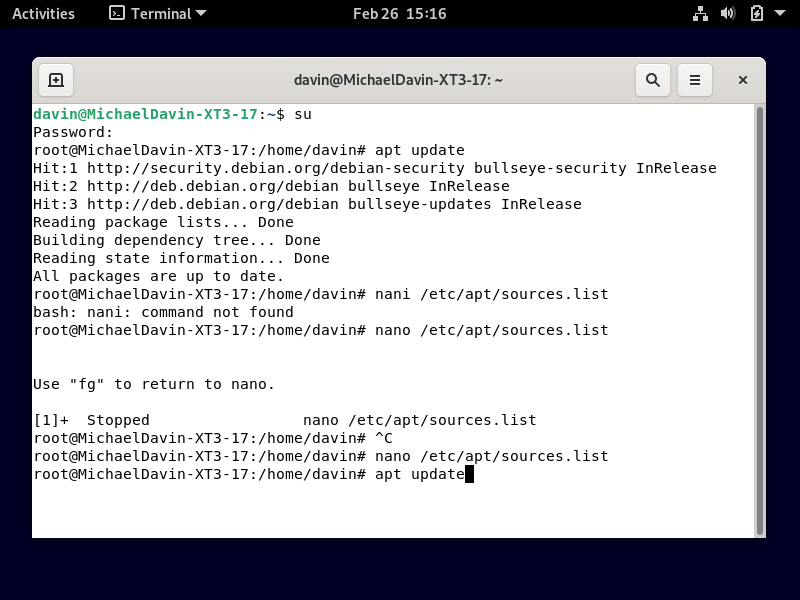 Activities Terminal Feb 26 15:16
davin@MichaelDavin-XT3-17: ~
davin@MichaelDavin-XT3-17:~$ su
Password:
root@MichaelDavin-XT3-17:/home/davin# apt update
Hit:1 http://security.debian.org/debian-security bullseye-security InRelease
Hit:2 http://deb.debian.org/debian bullseye InRelease
Hit:3 http://deb.debian.org/debian bullseye-updates InRelease
Reading package lists... Done
Building dependency tree... Done
Reading state information... Done
All packages are up to date.
root@MichaelDavin-XT3-17:/home/davin# nani /etc/apt/sources.list
bash: nani: command not found
root@MichaelDavin-XT3-17:/home/davin# nano /etc/apt/sources.list
Use "fg" to return to nano.
[1]+  Stopped                 nano /etc/apt/sources.list
root@MichaelDavin-XT3-17:/home/davin# ^C
root@MichaelDavin-XT3-17:/home/davin# nano /etc/apt/sources.list
root@MichaelDavin-XT3-17:/home/davin# apt update